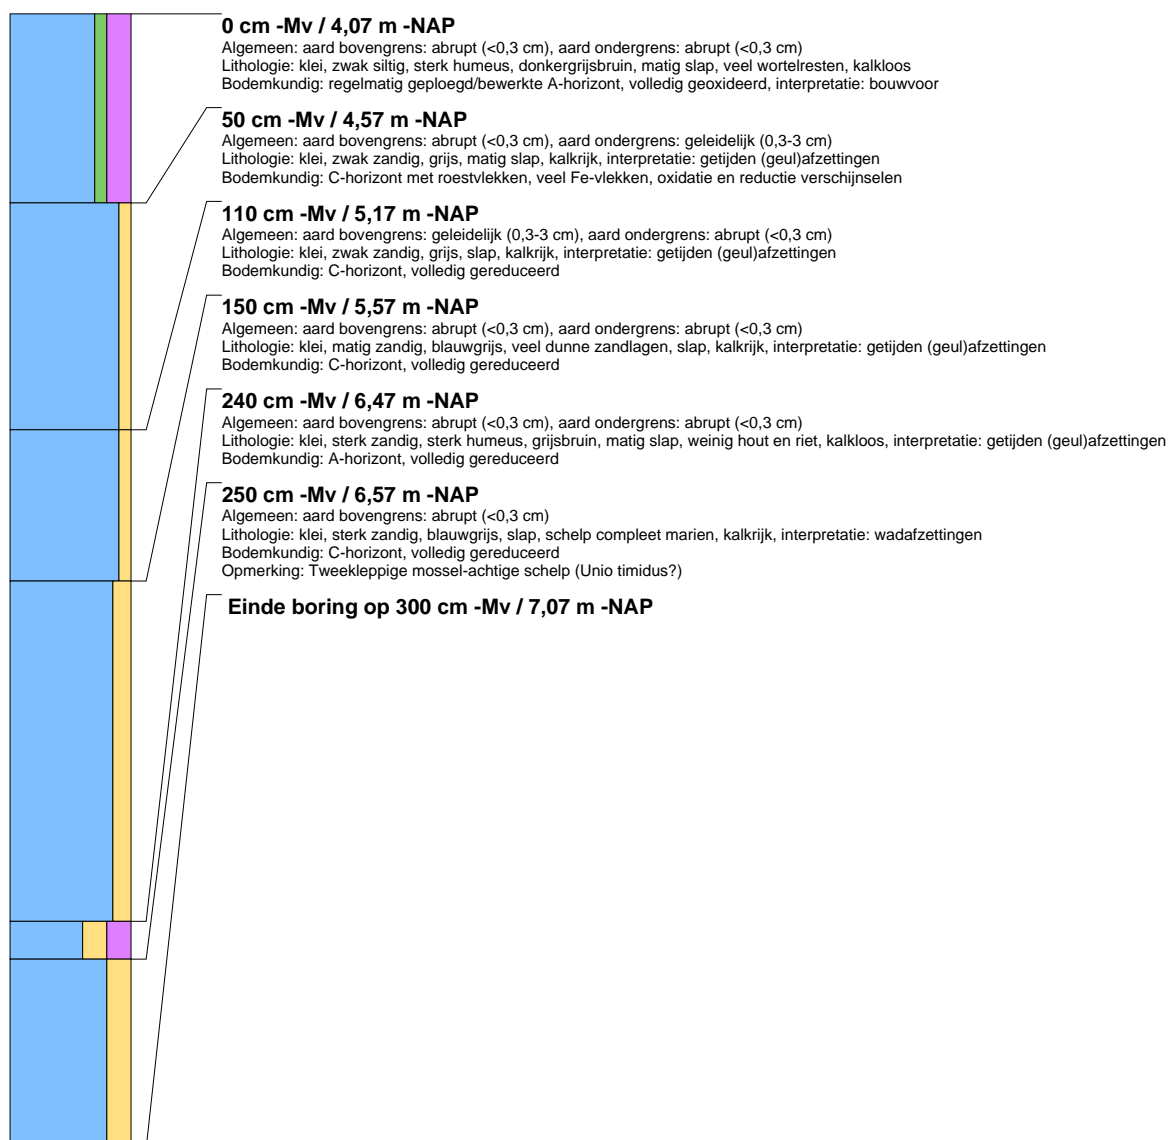 0 cm -Mv / 4,07 m -NAP
Algemeen: aard bovengrens: abrupt (<0,3 cm), aard ondergrens: abrupt (<0,3 cm)
Lithologie: klei, zwak siltig, sterk humeus, donkergrijsbruin, matig slap, veel wortelresten, kalkloos
Bodemkundig: regelmatig geploegd/bewerkte A-horizont, volledig geoxideerd, interpretatie: bouwvoor
50 cm -Mv / 4,57 m -NAP
Algemeen: aard bovengrens: abrupt (<0,3 cm), aard ondergrens: geleidelijk (0,3-3 cm)
Lithologie: klei, zwak zandig, grijs, matig slap, kalkrijk, interpretatie: getijden (geul)afzettingen
Bodemkundig: C-horizont met roestvlekken, veel Fe-vlekken, oxidatie en reductie verschijnselen
110 cm -Mv / 5,17 m -NAP
Algemeen: aard bovengrens: geleidelijk (0,3-3 cm), aard ondergrens: abrupt (<0,3 cm)
Lithologie: klei, zwak zandig, grijs, slap, kalkrijk, interpretatie: getijden (geul)afzettingen
Bodemkundig: C-horizont, volledig gereduceerd
150 cm -Mv / 5,57 m -NAP
Algemeen: aard bovengrens: abrupt (<0,3 cm), aard ondergrens: abrupt (<0,3 cm)
Lithologie: klei, matig zandig, blauwgrijs, veel dunne zandlagen, slap, kalkrijk, interpretatie: getijden (geul)afzettingen
Bodemkundig: C-horizont, volledig gereduceerd
240 cm -Mv / 6,47 m -NAP
Algemeen: aard bovengrens: abrupt (<0,3 cm), aard ondergrens: abrupt (<0,3 cm)
Lithologie: klei, sterk zandig, sterk humeus, grijsbruin, matig slap, weinig hout en riet, kalkloos, interpretatie: getijden (geul)afzettingen
Bodemkundig: A-horizont, volledig gereduceerd
250 cm -Mv / 6,57 m -NAP
Algemeen: aard bovengrens: abrupt (<0,3 cm)
Lithologie: klei, sterk zandig, blauwgrijs, slap, schelp compleet marien, kalkrijk, interpretatie: wadafzettingen
Bodemkundig: C-horizont, volledig gereduceerd
Opmerking: Tweekleppige mossel-achtige schelp (Unio timidus?)
Einde boring op 300 cm -Mv / 7,07 m -NAP